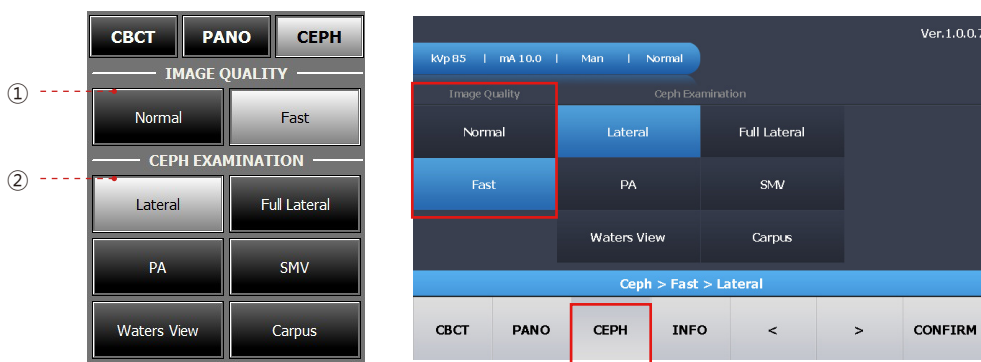 CBCT PANO CEPH
IMAGE QUALITY
①
Normal Fast
CEPH EXAMINATION
②
Lateral Full Lateral
PA SMV
Waters View Carpus
Ver.1.0.0.7
kVp 85 | mA 10.0 | Man | Normal
Image Quality Ceph Examination
Normal Lateral Full Lateral
Fast PA SMV
Waters View Carpus
Ceph > Fast > Lateral
CBCT PANO CEPH INFO < > CONFIRM